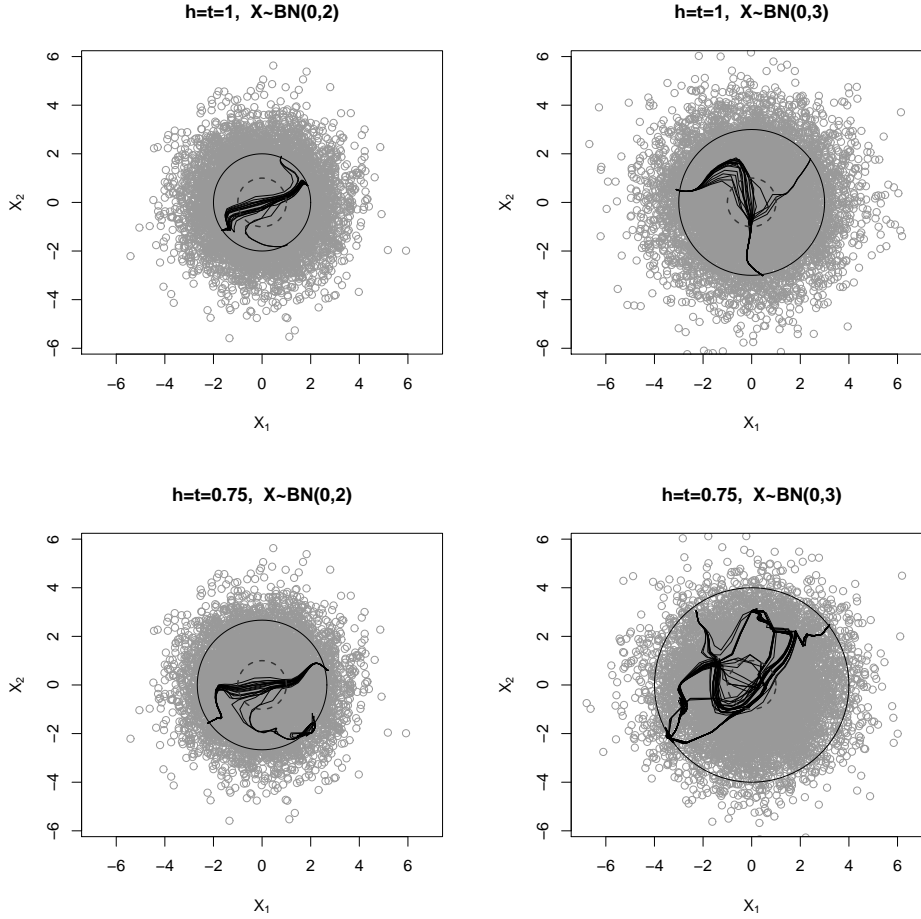 h=t=1, X~BN(0,2)
X₂
6
4
2
0
−2
−4
−6
−6 −4 −2 0 2 4 6
X₁
h=t=1, X~BN(0,3)
X₂
6
4
2
0
−2
−4
−6
−6 −4 −2 0 2 4 6
X₁
h=t=0.75, X~BN(0,2)
X₂
6
4
2
0
−2
−4
−6
−6 −4 −2 0 2 4 6
X₁
h=t=0.75, X~BN(0,3)
X₂
6
4
2
0
−2
−4
−6
−6 −4 −2 0 2 4 6
X₁